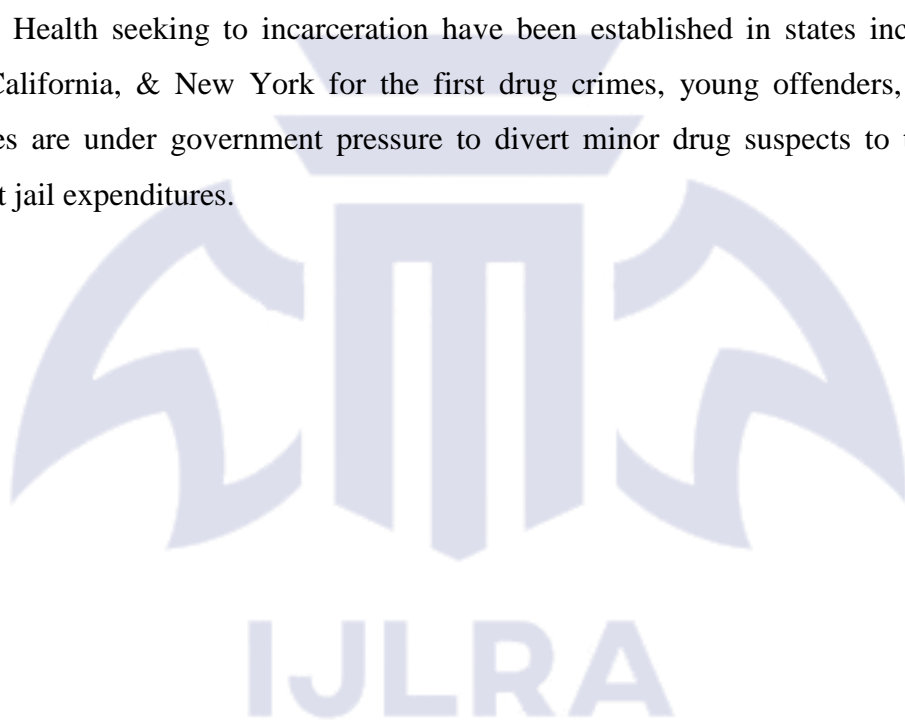 Health seeking to incarceration have been established in states inc
California, & New York for the first drug crimes, young offenders,
es are under government pressure to divert minor drug suspects to t
t jail expenditures.
IJLRA